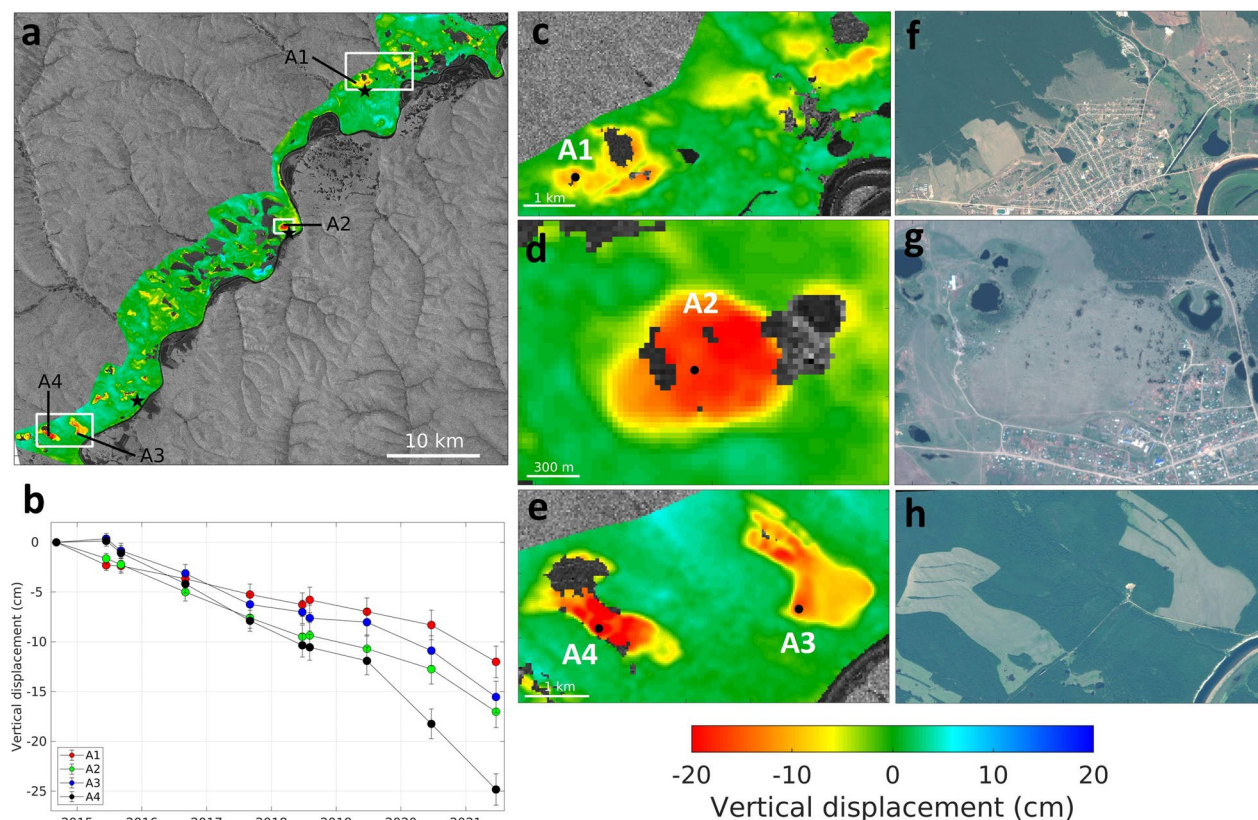 a
A1
A2
A4
A3
10 km
b
Vertical displacement (cm)
0
-5
-10
-15
-20
-25
A1
A2
A3
A4
2015 2016 2017 2018 2019 2020 2021
c
A1
1 km
d
A2
300 m
e
A4
A3
1 km
f
g
h
-20 -10 0 10 20
Vertical displacement (cm)